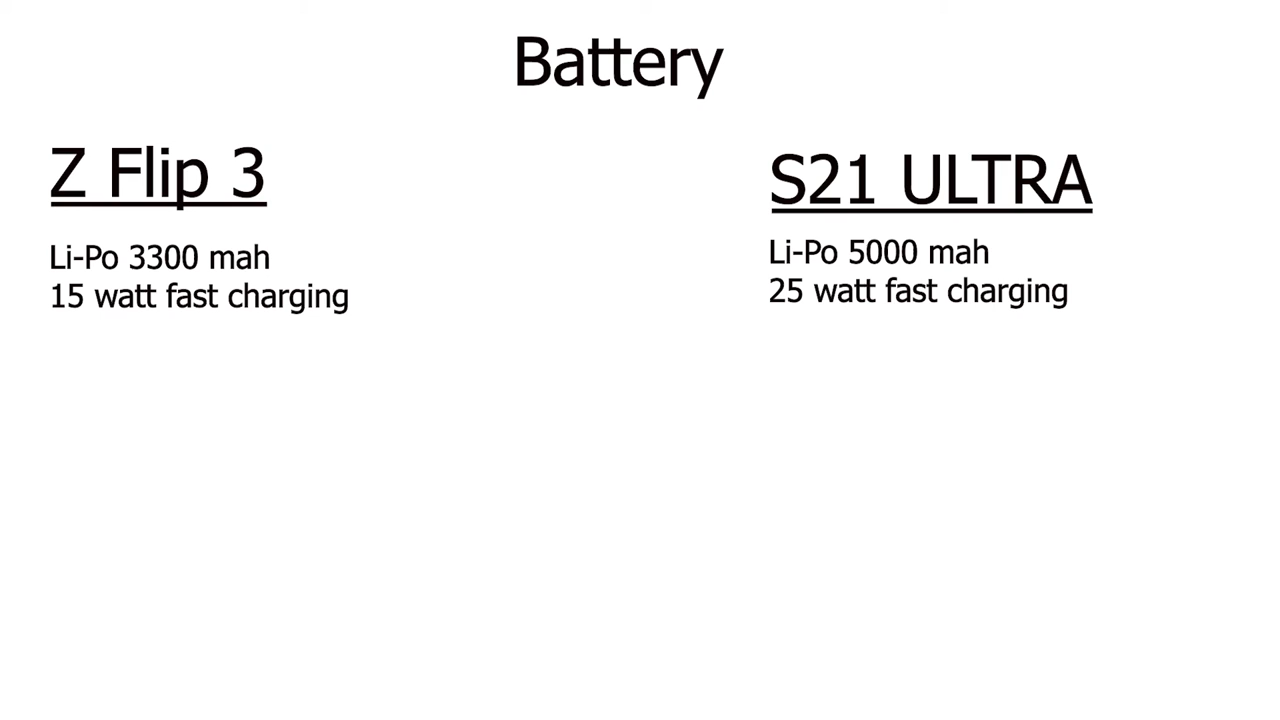 Battery
Z Flip 3
Li-Po 3300 mah
15 watt fast charging
S21 ULTRA
Li-Po 5000 mah
25 watt fast charging